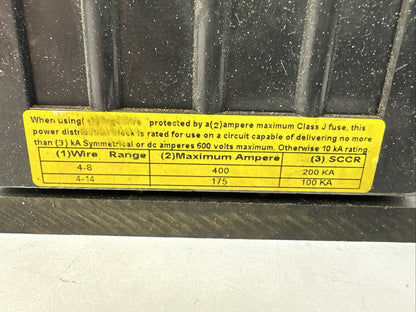 When using( protected by a(2)ampere maximum Class J fuse, this
power distribution block is rated for use on a circuit capable of delivering no more
than (3) kA Symmetrical or dc amperes 600 volts maximum. Otherwise 10 kA rating.
(1)Wire Range (2)Maximum Ampere (3) SCCR
4-8 400 200 KA
4-14 175 100 KA